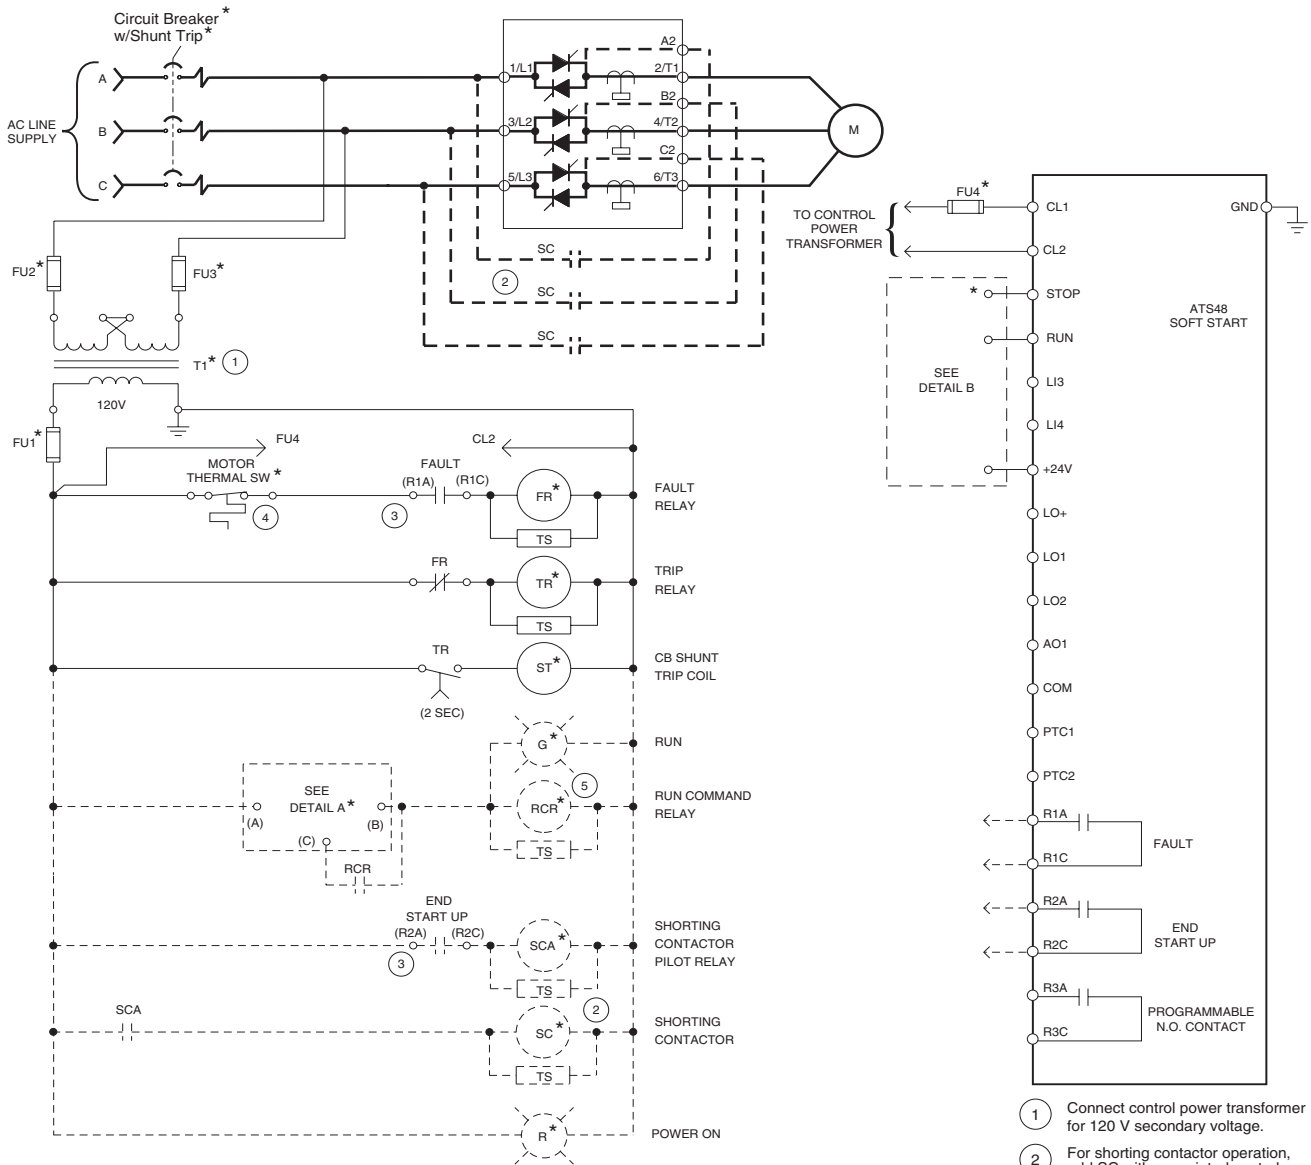 Circuit Breaker *
w/Shunt Trip *
AC LINE
SUPPLY
A
B
C
1/L1
3/L2
5/L3
A2
2/T1
B2
4/T2
C2
6/T3
M
SC
SC
SC
2
FU2*
FU3*
T1*
1
120V
FU1*
FU4
CL2
MOTOR
THERMAL SW *
4
FAULT
(R1A) (R1C)
3
FR*
TS
FAULT
RELAY
FR
TR*
TS
TRIP
RELAY
TR
(2 SEC)
ST*
CB SHUNT
TRIP COIL
G*
RUN
5
SEE
DETAIL A*
(A)
(B)
(C)
RCR
RCR*
TS
RUN COMMAND
RELAY
END
START UP
(R2A) (R2C)
3
SCA*
TS
SHORTING
CONTACTOR
PILOT RELAY
SCA
2
SC*
TS
SHORTING
CONTACTOR
R*
POWER ON
TO CONTROL
POWER
TRANSFORMER
FU4*
CL1
GND
CL2
*
STOP
RUN
SEE
DETAIL B
ATS48
SOFT START
LI3
LI4
+24V
LO+
LO1
LO2
AO1
COM
PTC1
PTC2
R1A
R1C
FAULT
R2A
R2C
END
START UP
R3A
R3C
PROGRAMMABLE
N.O. CONTACT
1 Connect control power transformer
for 120 V secondary voltage.
2 For shorting contactor operation,